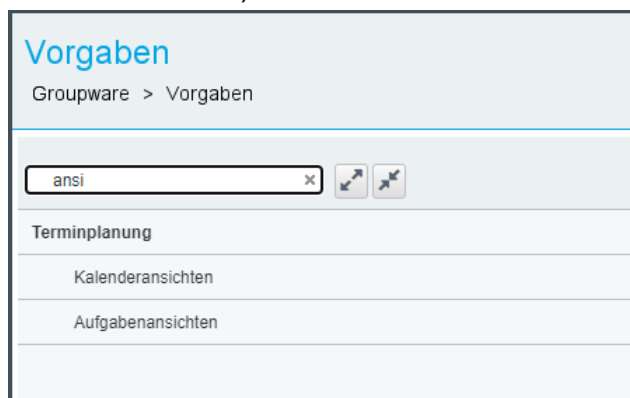 Vorgaben
Groupware > Vorgaben
ansi
Terminplanung
Kalenderansichten
Aufgabenansichten